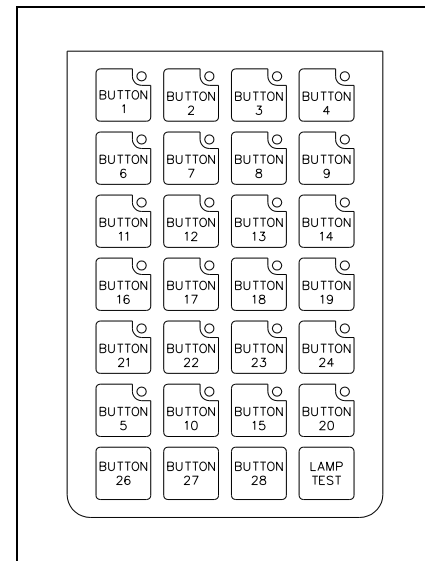 BUTTON
1
BUTTON
2
BUTTON
3
BUTTON
4
BUTTON
6
BUTTON
7
BUTTON
8
BUTTON
9
BUTTON
11
BUTTON
12
BUTTON
13
BUTTON
14
BUTTON
16
BUTTON
17
BUTTON
18
BUTTON
19
BUTTON
21
BUTTON
22
BUTTON
23
BUTTON
24
BUTTON
5
BUTTON
10
BUTTON
15
BUTTON
20
BUTTON
26
BUTTON
27
BUTTON
28
LAMP
TEST